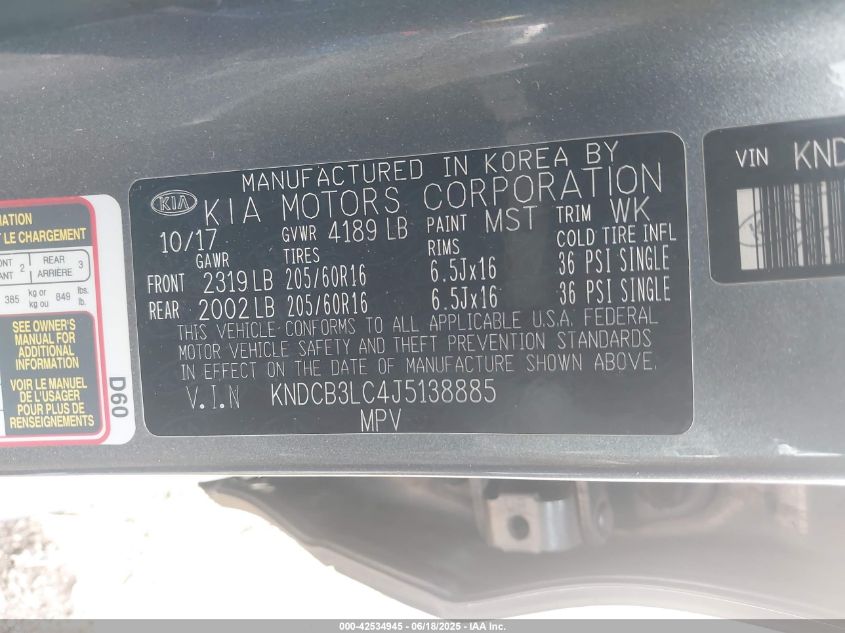 MATION
T LE CHARGEMENT
REAR 3
ARRIÈRE
385 kg or 849 lbs.
kg ou lb.
SEE OWNER'S
MANUAL FOR
ADDITIONAL
INFORMATION
VOIR LE MANUEL
DE L'USAGER
POUR PLUS DE
RENSEIGNEMENTS
D60
MANUFACTURED IN KOREA BY
KIA KIA MOTORS CORPORATION
10/17 GVWR 4189 LB PAINT MST TRIM WK
GAWR TIRES RIMS COLD TIRE INFL
FRONT 2319 LB 205/60R16 6.5Jx16 36 PSI SINGLE
REAR 2002 LB 205/60R16 6.5Jx16 36 PSI SINGLE
THIS VEHICLE CONFORMS TO ALL APPLICABLE U.S.A. FEDERAL
MOTOR VEHICLE SAFETY AND THEFT PREVENTION STANDARDS
IN EFFECT ON THE DATE OF MANUFACTURE SHOWN ABOVE.
V.I.N KNDCB3LC4J5138885
MPV
VIN KND
000-42534945 - 06/18/2025 - IAA Inc.